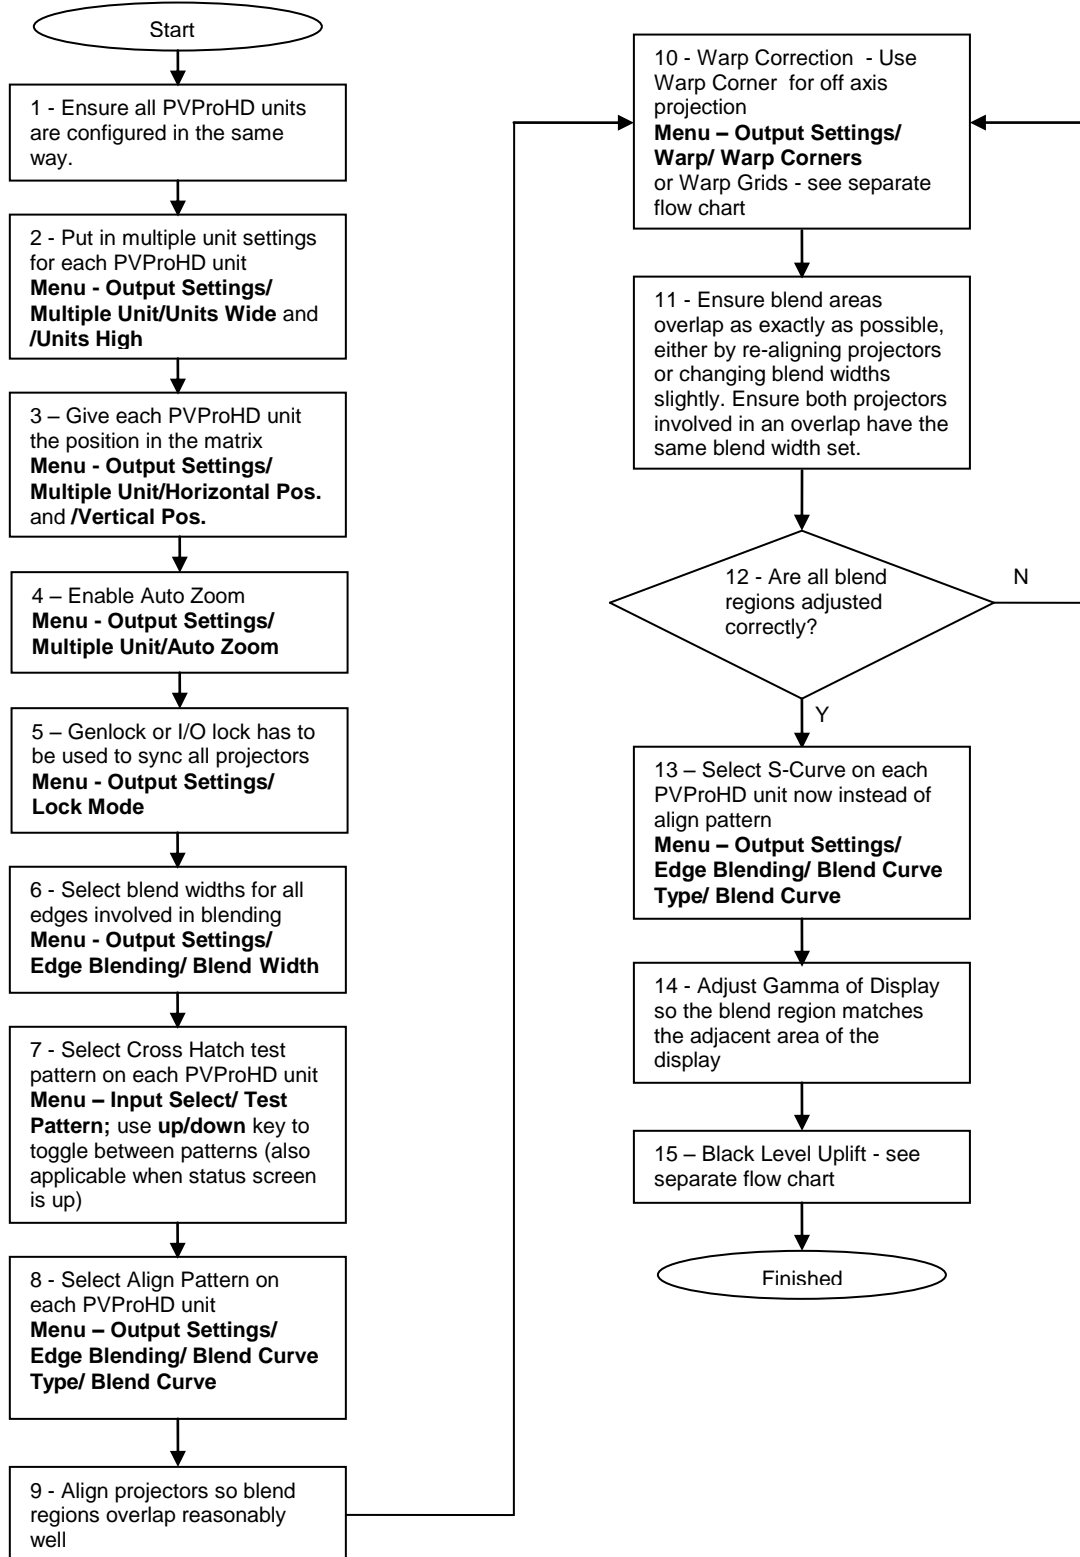 Start
1 - Ensure all PVProHD units
are configured in the same
way.
2 - Put in multiple unit settings
for each PVProHD unit
Menu - Output Settings/
Multiple Unit/Units Wide and
/Units High
3 – Give each PVProHD unit
the position in the matrix
Menu - Output Settings/
Multiple Unit/Horizontal Pos.
and /Vertical Pos.
4 – Enable Auto Zoom
Menu - Output Settings/
Multiple Unit/Auto Zoom
5 – Genlock or I/O lock has to
be used to sync all projectors
Menu - Output Settings/
Lock Mode
6 - Select blend widths for all
edges involved in blending
Menu - Output Settings/
Edge Blending/ Blend Width
7 - Select Cross Hatch test
pattern on each PVProHD unit
Menu – Input Select/ Test
Pattern; use up/down key to
toggle between patterns (also
applicable when status screen
is up)
8 - Select Align Pattern on
each PVProHD unit
Menu – Output Settings/
Edge Blending/ Blend Curve
Type/ Blend Curve
9 - Align projectors so blend
regions overlap reasonably
well
10 - Warp Correction - Use
Warp Corner for off axis
projection
Menu – Output Settings/
Warp/ Warp Corners
or Warp Grids - see separate
flow chart
11 - Ensure blend areas
overlap as exactly as possible,
either by re-aligning projectors
or changing blend widths
slightly. Ensure both projectors
involved in an overlap have the
same blend width set.
12 - Are all blend
regions adjusted
correctly?
N
Y
13 – Select S-Curve on each
PVProHD unit now instead of
align pattern
Menu – Output Settings/
Edge Blending/ Blend Curve
Type/ Blend Curve
14 - Adjust Gamma of Display
so the blend region matches
the adjacent area of the
display
15 – Black Level Uplift - see
separate flow chart
Finished